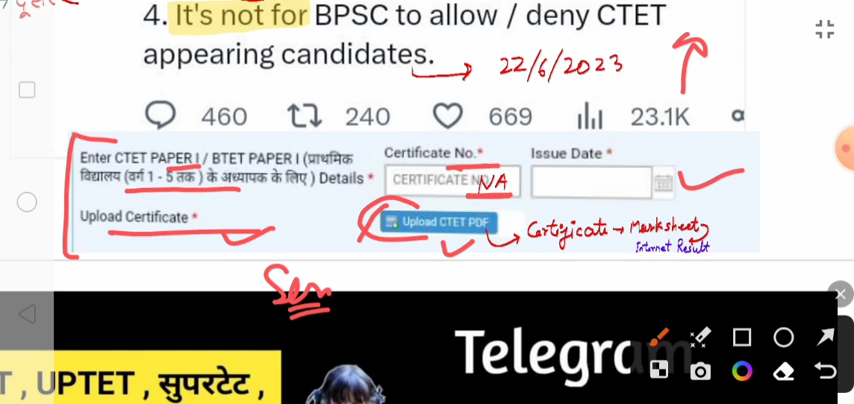 4. It's not for BPSC to allow / deny CTET
appearing candidates. 22/6/2023
460 240 669 23.1K
Enter CTET PAPER I / BTET PAPER I (प्राथमिक
विद्यालय (वर्ग 1 - 5 तक ) के अध्यापक के लिए ) Details *
Certificate No.* Issue Date *
CERTIFICATE NO NA
Upload Certificate *
Upload CTET PDF
Certificate → Marksheet
Internet Result
Telegram
T , UPTET , सुपरटेट ,